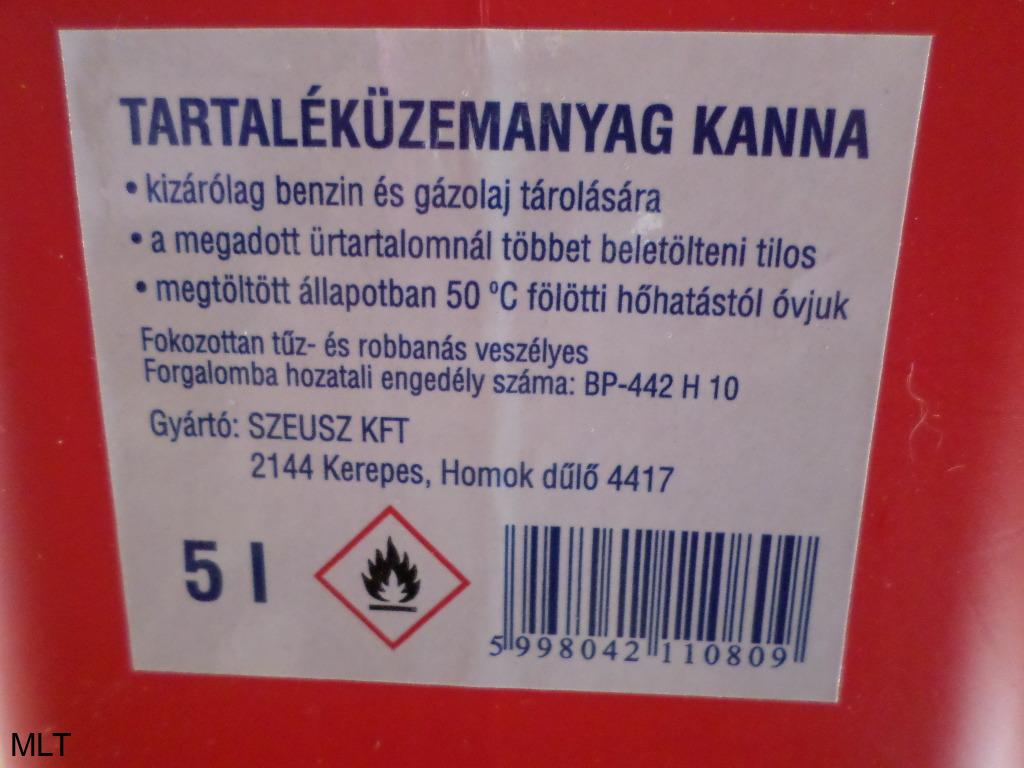 TARTALÉKÜZEMANYAG KANNA
• kizárólag benzin és gázolaj tárolására
• a megadott űrtartalomnál többet beletölteni tilos
• megtöltött állapotban 50 ºC fölötti hőhatástól óvjuk
Fokozottan tűz- és robbanás veszélyes
Forgalomba hozatali engedély száma: BP-442 H 10
Gyártó: SZEUSZ KFT
2144 Kerepes, Homok dűlő 4417
5 l
5 998042 110809
MLT